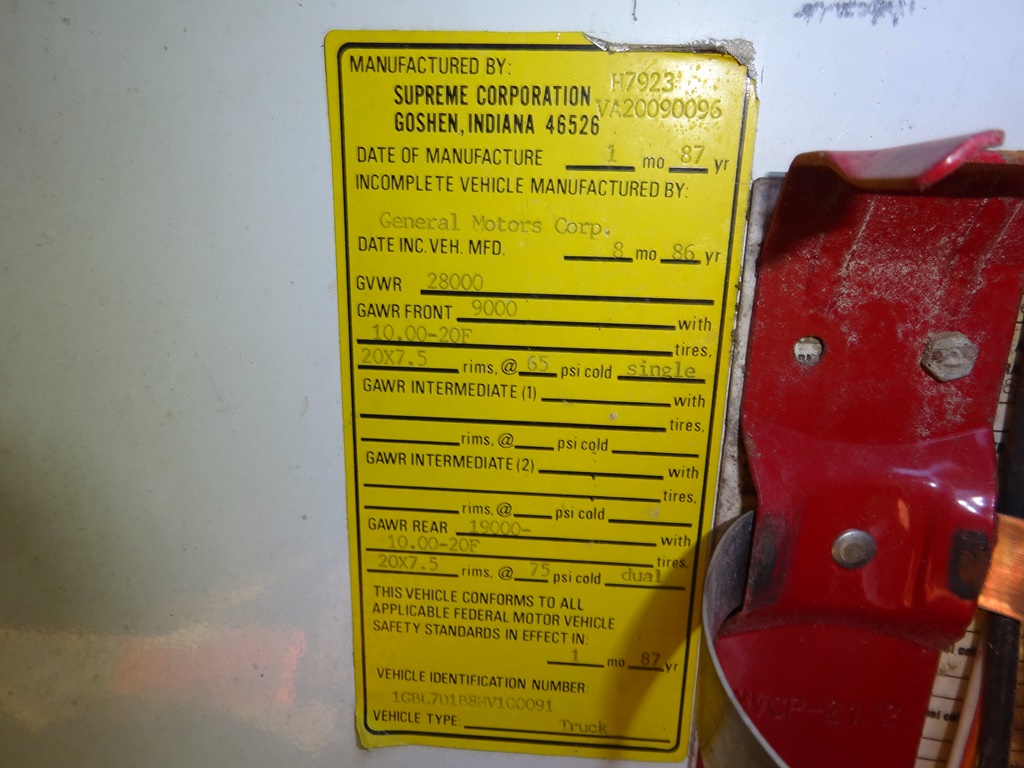 MANUFACTURED BY: H7923
SUPREME CORPORATION VA20090096
GOSHEN, INDIANA 46526
DATE OF MANUFACTURE 1 mo 87 yr
INCOMPLETE VEHICLE MANUFACTURED BY:
General Motors Corp.
DATE INC. VEH. MFD. 8 mo 86 yr
GVWR 28000
GAWR FRONT 9000 with
10.00-20F tires,
20X7.5 rims, @ 65 psi cold single
GAWR INTERMEDIATE (1) with
tires,
rims, @ psi cold
GAWR INTERMEDIATE (2) with
tires,
rims, @ psi cold
GAWR REAR 19000- with
10.00-20F tires,
20X7.5 rims, @ 75 psi cold dual
THIS VEHICLE CONFORMS TO ALL
APPLICABLE FEDERAL MOTOR VEHICLE
SAFETY STANDARDS IN EFFECT IN:
1 mo 87 yr
VEHICLE IDENTIFICATION NUMBER:
VEHICLE TYPE: Truck